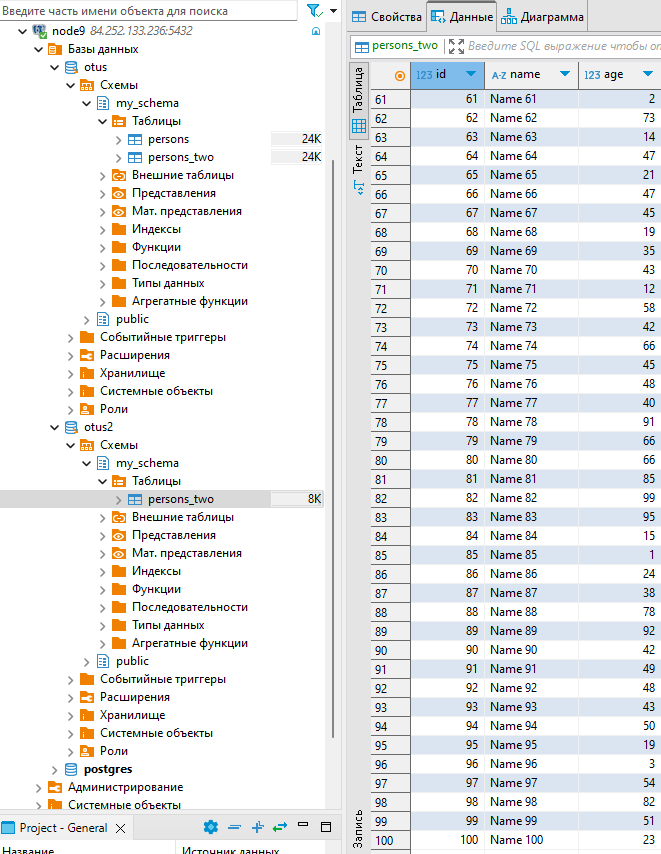 Введите часть имени объекта для поиска
node9 84.252.133.236:5432
Базы данных
otus
Схемы
my_schema
Таблицы
persons 24K
persons_two 24K
Внешние таблицы
Представления
Мат. представления
Индексы
Функции
Последовательности
Типы данных
Агрегатные функции
public
Событийные триггеры
Расширения
Хранилище
Системные объекты
Роли
otus2
Схемы
my_schema
Таблицы
persons_two 8K
Внешние таблицы
Представления
Мат. представления
Индексы
Функции
Последовательности
Типы данных
Агрегатные функции
public
Событийные триггеры
Расширения
Хранилище
Системные объекты
Роли
postgres
Администрирование
Системные объекты
Project - General
Название Источник данных
Свойства Данные Диаграмма
persons_two Введите SQL выражение чтобы от
Таблица
Текст
Запись
123 id A-Z name 123 age
61 61 Name 61 2
62 62 Name 62 73
63 63 Name 63 14
64 64 Name 64 47
65 65 Name 65 21
66 66 Name 66 47
67 67 Name 67 45
68 68 Name 68 19
69 69 Name 69 35
70 70 Name 70 43
71 71 Name 71 12
72 72 Name 72 58
73 73 Name 73 42
74 74 Name 74 66
75 75 Name 75 45
76 76 Name 76 48
77 77 Name 77 40
78 78 Name 78 91
79 79 Name 79 66
80 80 Name 80 66
81 81 Name 81 85
82 82 Name 82 99
83 83 Name 83 95
84 84 Name 84 15
85 85 Name 85 1
86 86 Name 86 24
87 87 Name 87 38
88 88 Name 88 78
89 89 Name 89 92
90 90 Name 90 42
91 91 Name 91 49
92 92 Name 92 48
93 93 Name 93 43
94 94 Name 94 50
95 95 Name 95 19
96 96 Name 96 3
97 97 Name 97 54
98 98 Name 98 82
99 99 Name 99 51
100 100 Name 100 23